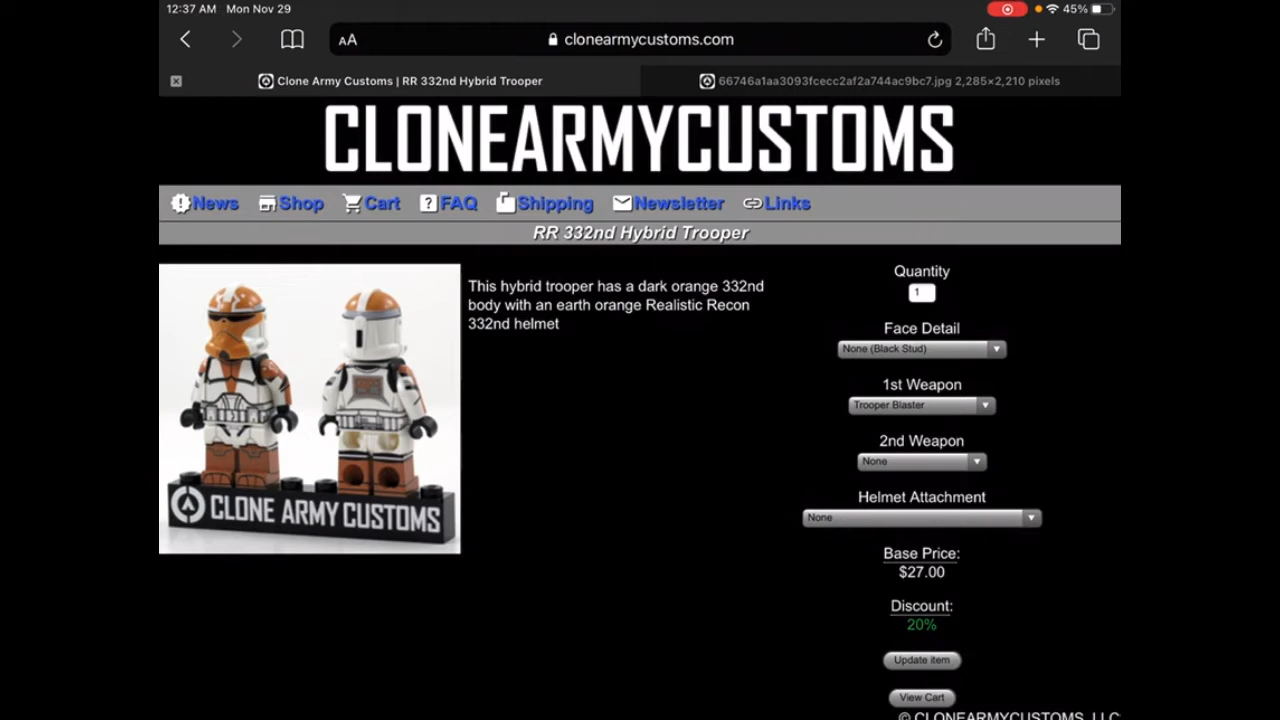 12:37 AM Mon Nov 29
45%
AA
clonearmycustoms.com
Clone Army Customs | RR 332nd Hybrid Trooper
66746a1aa3093fcecc2af2a744ac9bc7.jpg 2,285×2,210 pixels
CLONEARMYCUSTOMS
News Shop Cart FAQ Shipping Newsletter Links
RR 332nd Hybrid Trooper
This hybrid trooper has a dark orange 332nd
body with an earth orange Realistic Recon
332nd helmet
CLONE ARMY CUSTOMS
Quantity
1
Face Detail
None (Black Stud)
1st Weapon
Trooper Blaster
2nd Weapon
None
Helmet Attachment
None
Base Price:
$27.00
Discount:
20%
Update item
View Cart
© CLONEARMYCUSTOMS, LLC